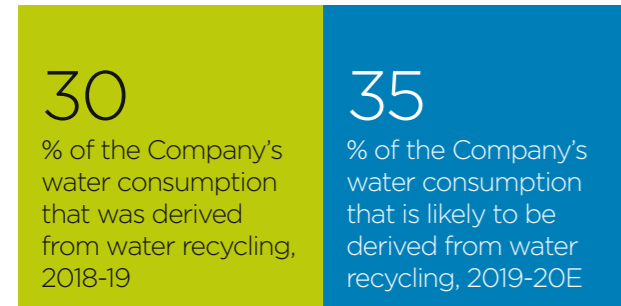 30
% of the Company’s
water consumption
that was derived
from water recycling,
2018-19
35
% of the Company’s
water consumption
that is likely to be
derived from water
recycling, 2019-20E